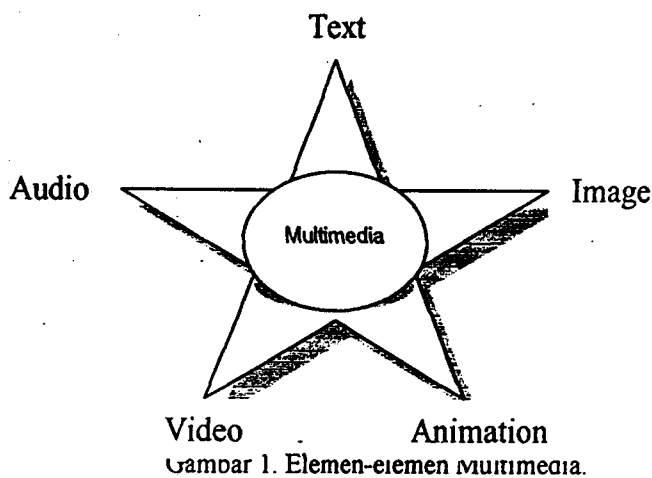 Text
Audio
Image
Multimedia
Video
Animation
Gambar 1. Elemen-elemen Multimedia.